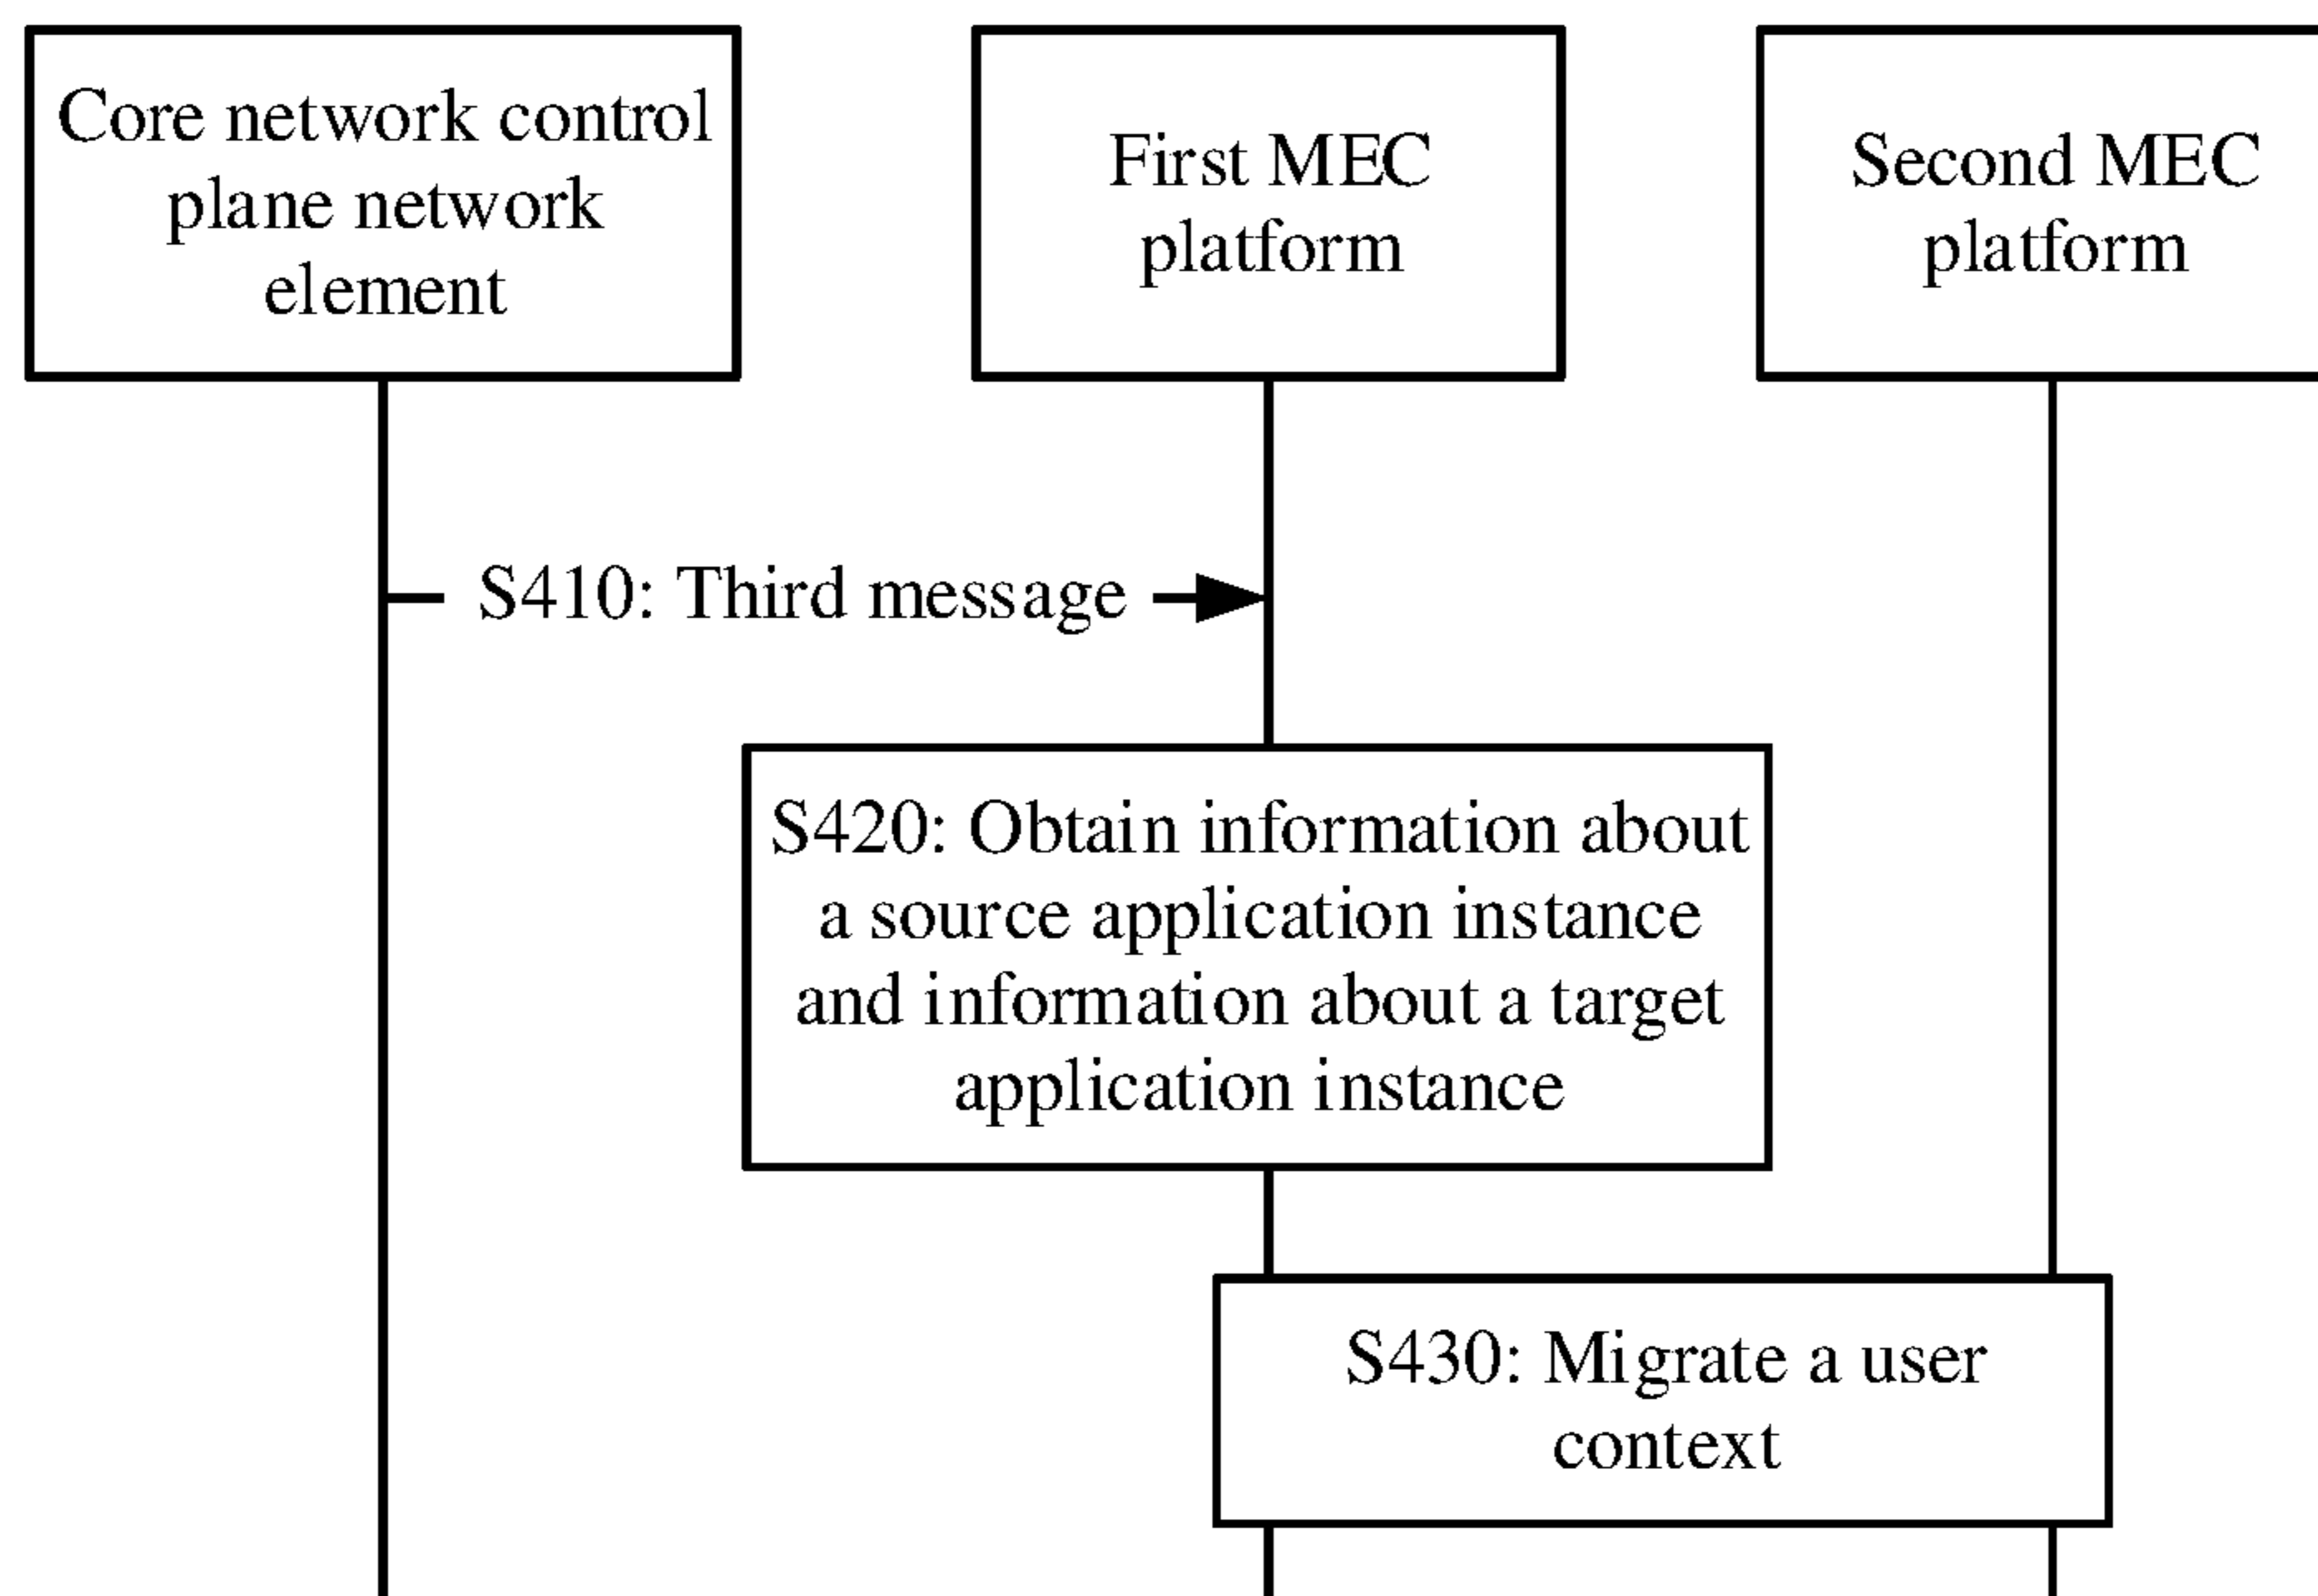 Core network control
plane network
element
First MEC
platform
Second MEC
platform
S410: Third message
S420: Obtain information about
a source application instance
and information about a target
application instance
S430: Migrate a user
context